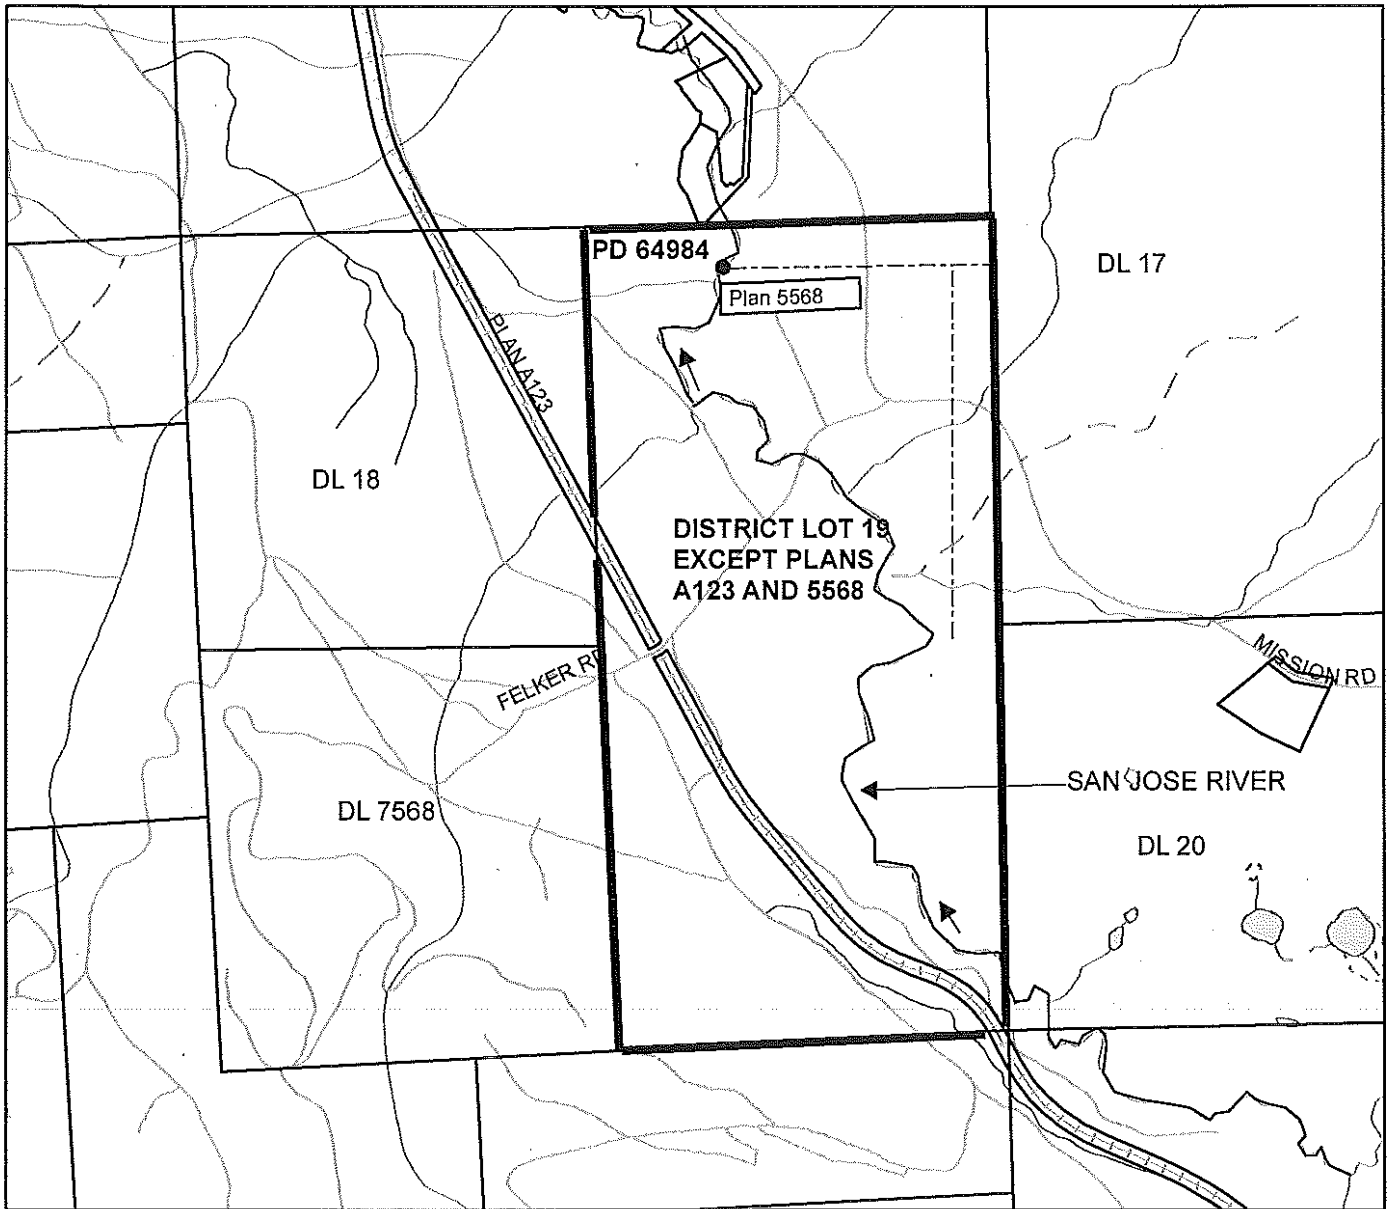 PD 64984
DL 17
Plan 5568
PLAN A123
DL 18
DISTRICT LOT 19
EXCEPT PLANS
A123 AND 5568
FELKER RD
MISSION RD
SAN JOSE RIVER
DL 7568
DL 20